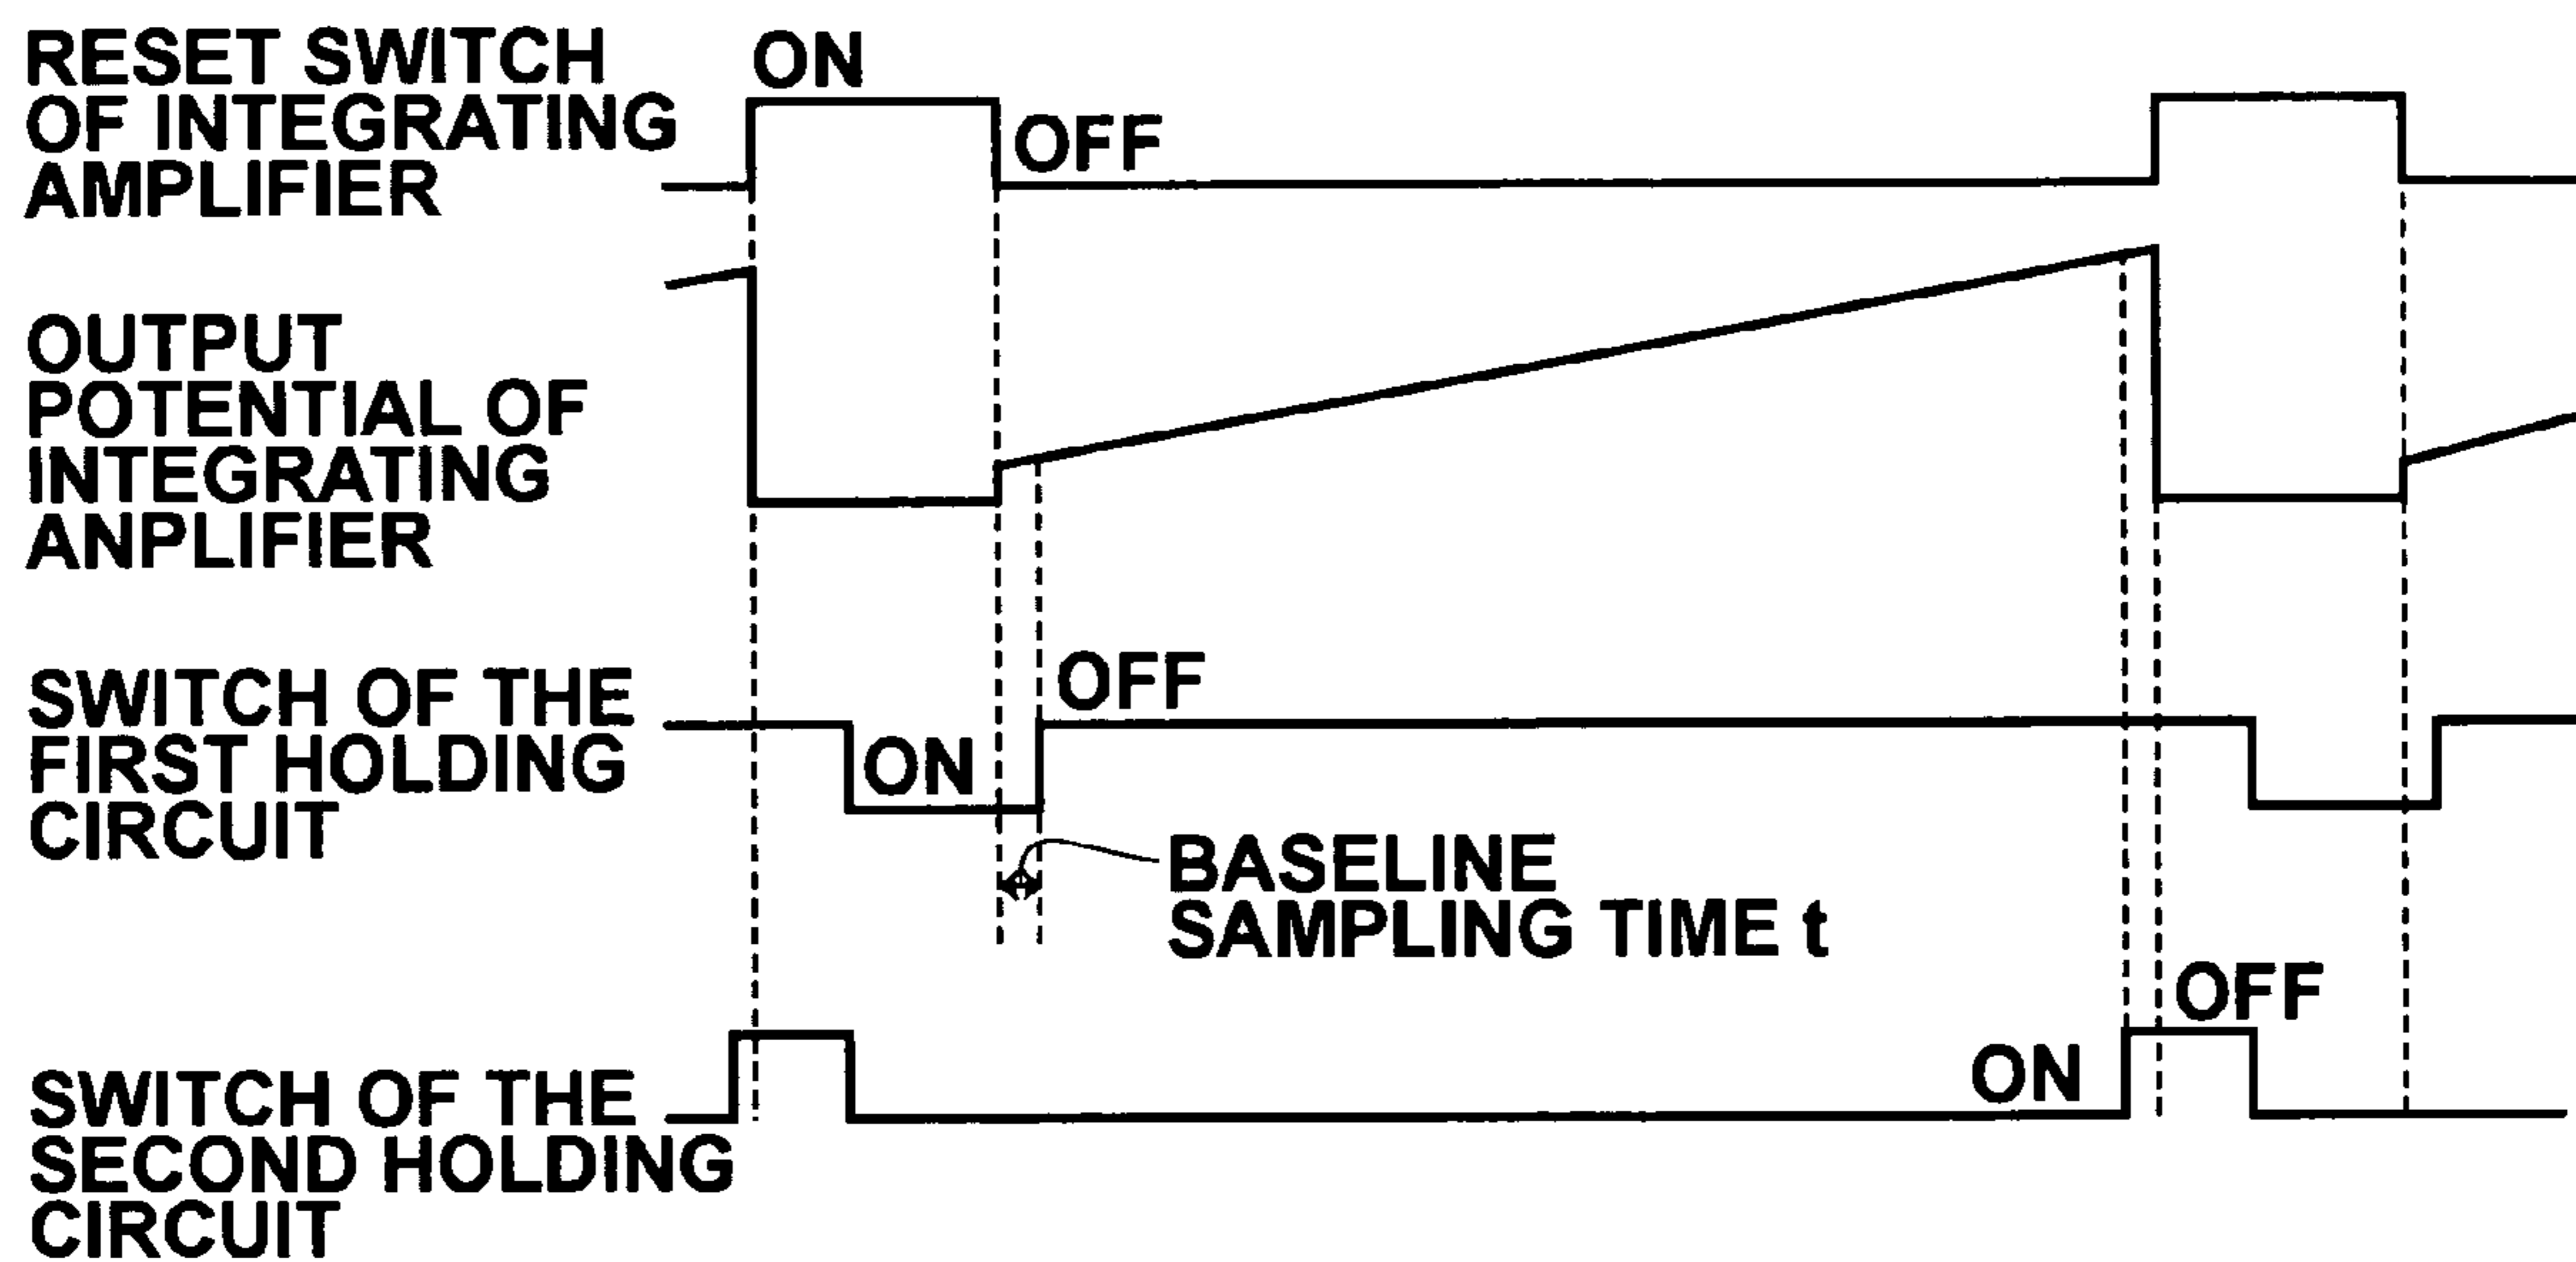 RESET SWITCH
OF INTEGRATING
AMPLIFIER
ON
OFF
OUTPUT
POTENTIAL OF
INTEGRATING
ANPLIFIER
SWITCH OF THE
FIRST HOLDING
CIRCUIT
ON
OFF
BASELINE
SAMPLING TIME t
SWITCH OF THE
SECOND HOLDING
CIRCUIT
ON
OFF